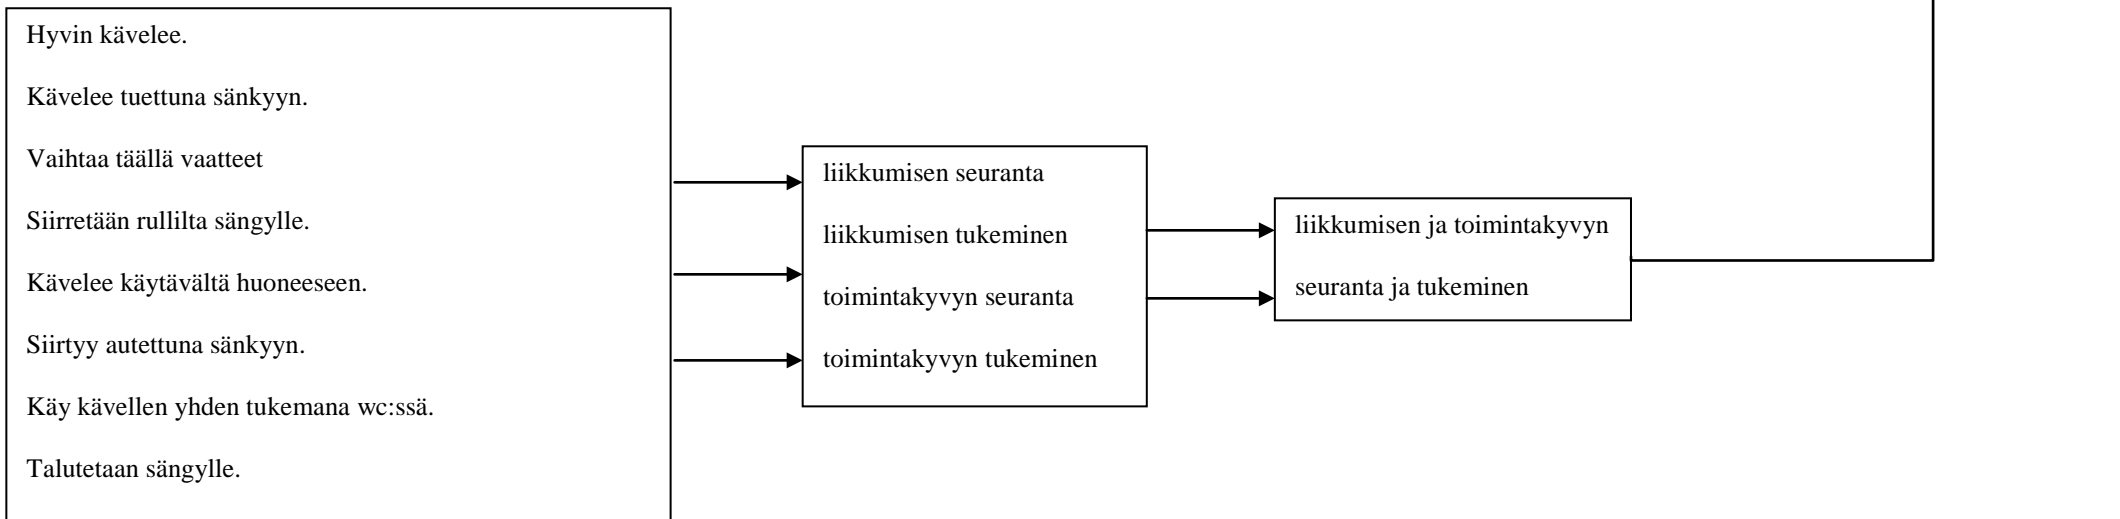 Hyvin kävelee.
Kävelee tuettuna sänkyyn.
Vaihtaa täällä vaatteet
Siirretään rullilta sängylle.
Kävelee käytävältä huoneeseen.
Siirtyy autettuna sänkyyn.
Käy kävellen yhden tukemana wc:ssä.
Talutetaan sängylle.
liikkumisen seuranta
liikkumisen tukeminen
toimintakyvyn seuranta
toimintakyvyn tukeminen
liikkumisen ja toimintakyvyn
seuranta ja tukeminen